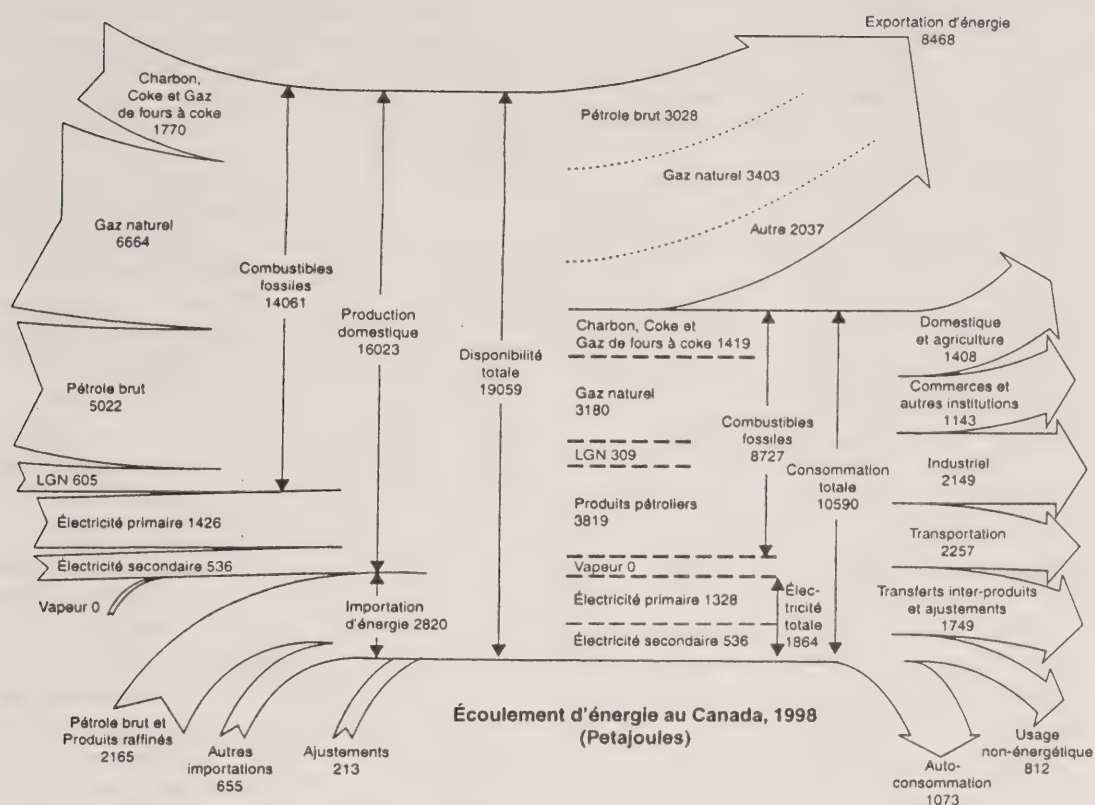 Exportation d'énergie
8468
Charbon,
Coke et Gaz
de fours à coke
1770
Pétrole brut 3028
Gaz naturel 3403
Autre 2037
Gaz naturel
6664
Combustibles
fossiles
14061
Production
domestique
16023
Disponibilité
totale
19059
Charbon, Coke et
Gaz de fours à coke 1419
Domestique
et agriculture
1408
Pétrole brut
5022
Gaz naturel
3180
Combustibles
fossiles
8727
Commerces et
autres institutions
1143
LGN 309
Consommation
totale
10590
Industriel
2149
LGN 605
Produits pétroliers
3819
Électricité primaire 1426
Transportation
2257
Électricité secondaire 536
Vapeur 0
Vapeur 0
Importation
d'énergie 2820
Électricité primaire 1328
Élec-
tricité
totale
1864
Transferts inter-produits
et ajustements
1749
Électricité secondaire 536
Pétrole brut et
Produits raffinés
2165
Autres
importations
655
Ajustements
213
Écoulement d'énergie au Canada, 1998
(Petajoules)
Usage
non-énergétique
812
Auto-
consommation
1073